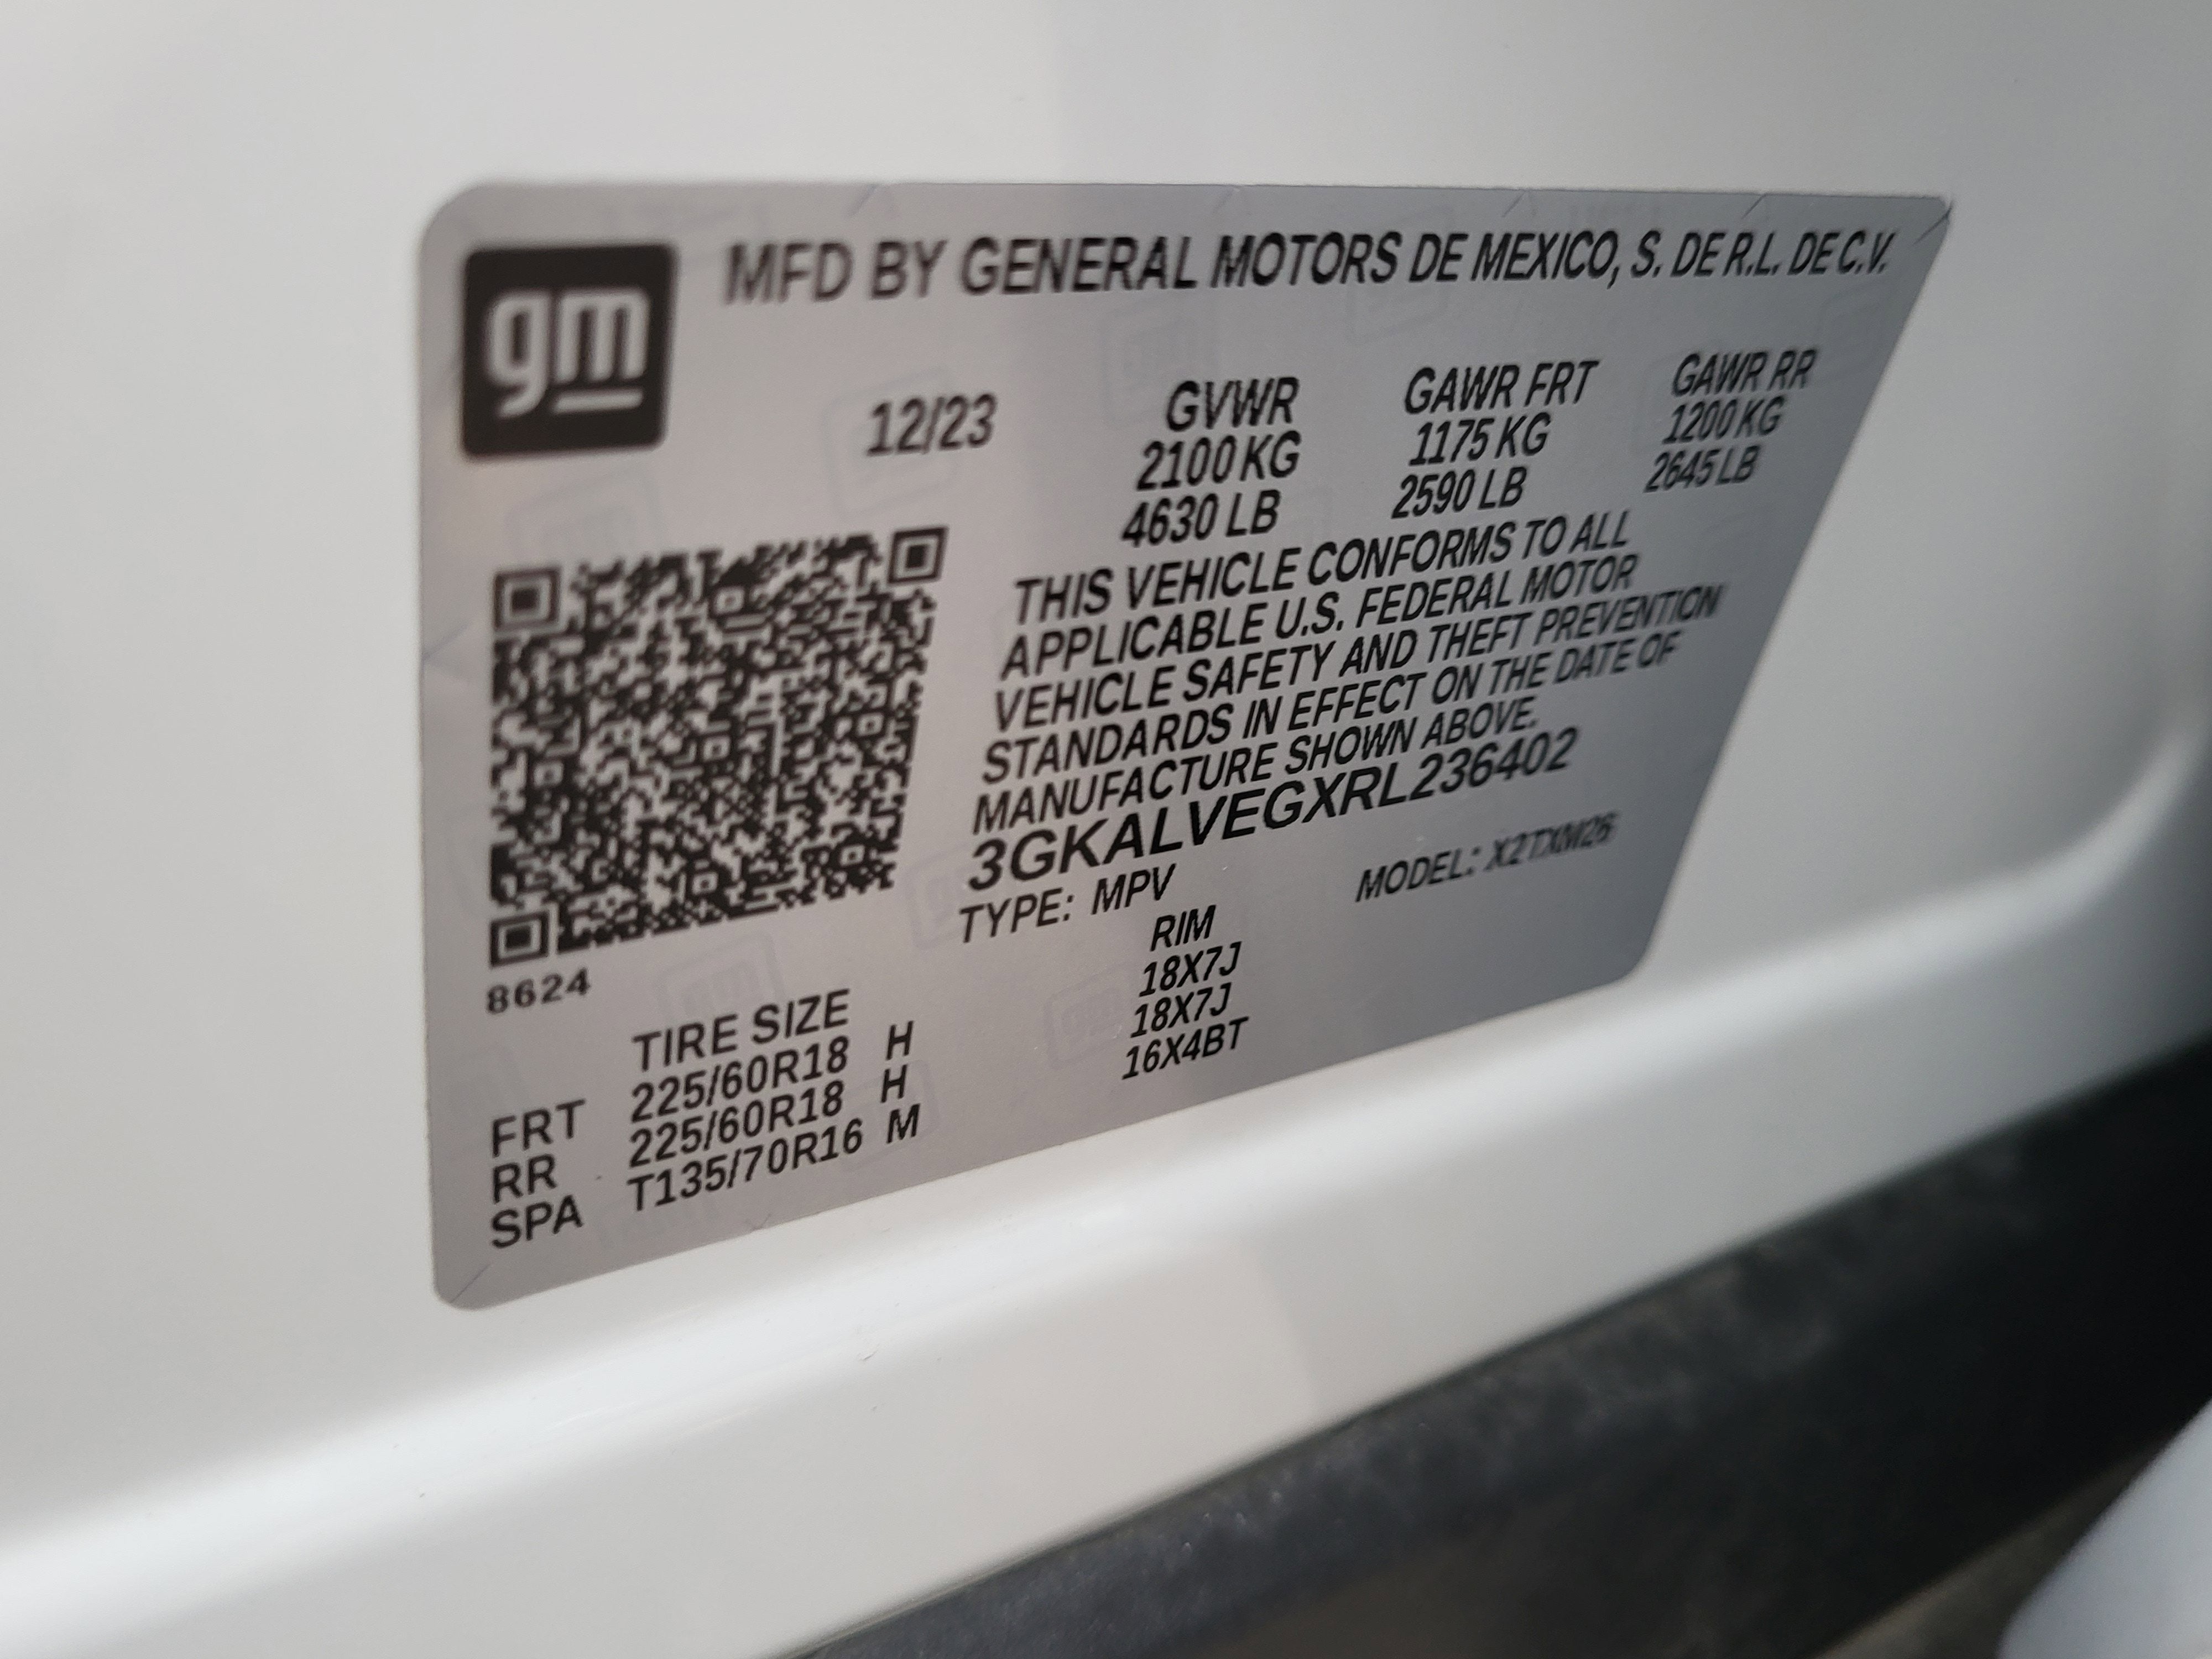 gm
MFD BY GENERAL MOTORS DE MEXICO, S. DE R.L. DE C.V.
12/23 GVWR GAWR FRT GAWR RR
2100 KG 1175 KG 1200 KG
4630 LB 2590 LB 2645 LB
THIS VEHICLE CONFORMS TO ALL
APPLICABLE U.S. FEDERAL MOTOR
VEHICLE SAFETY AND THEFT PREVENTION
STANDARDS IN EFFECT ON THE DATE OF
MANUFACTURE SHOWN ABOVE.
3GKALVEGXRL236402
TYPE: MPV MODEL: X2TXM26
8624
TIRE SIZE RIM
FRT 225/60R18 H 18X7J
RR 225/60R18 H 18X7J
SPA T135/70R16 M 16X4BT